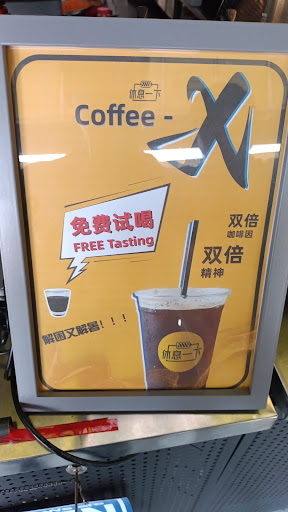 休息一下
Coffee - X
免费试喝
FREE Tasting
双倍
咖啡因
双倍
精神
解困又解暑！！！
休息一下